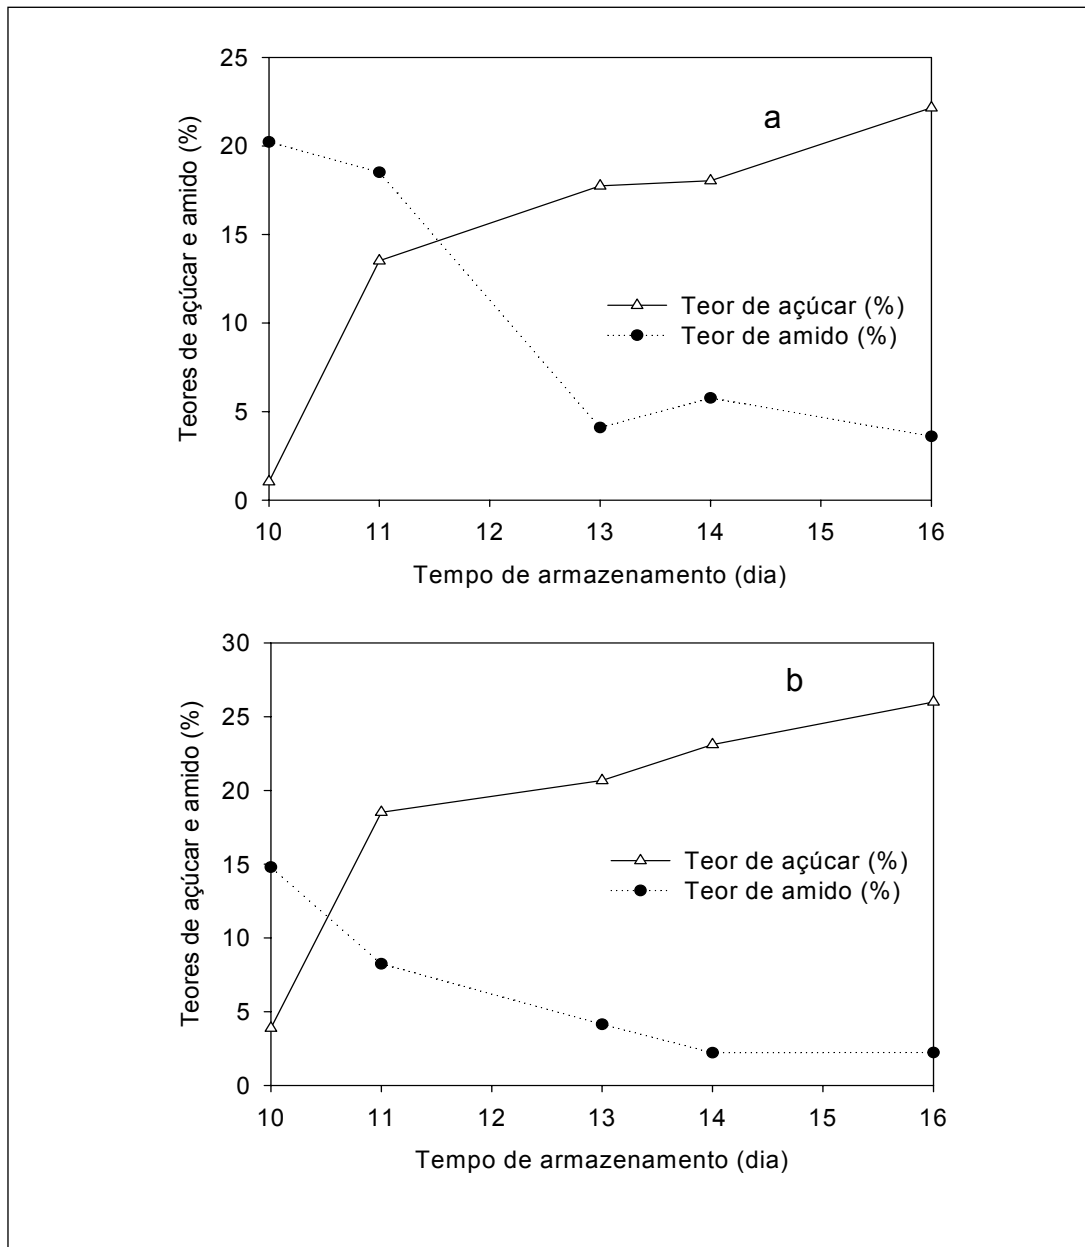 Teores de açúcar e amido (%)
25
20
15
10
5
0
a
Teor de açúcar (%)
Teor de amido (%)
10 11 12 13 14 15 16
Tempo de armazenamento (dia)
Teores de açúcar e amido (%)
30
25
20
15
10
5
0
b
Teor de açúcar (%)
Teor de amido (%)
10 11 12 13 14 15 16
Tempo de armazenamento (dia)